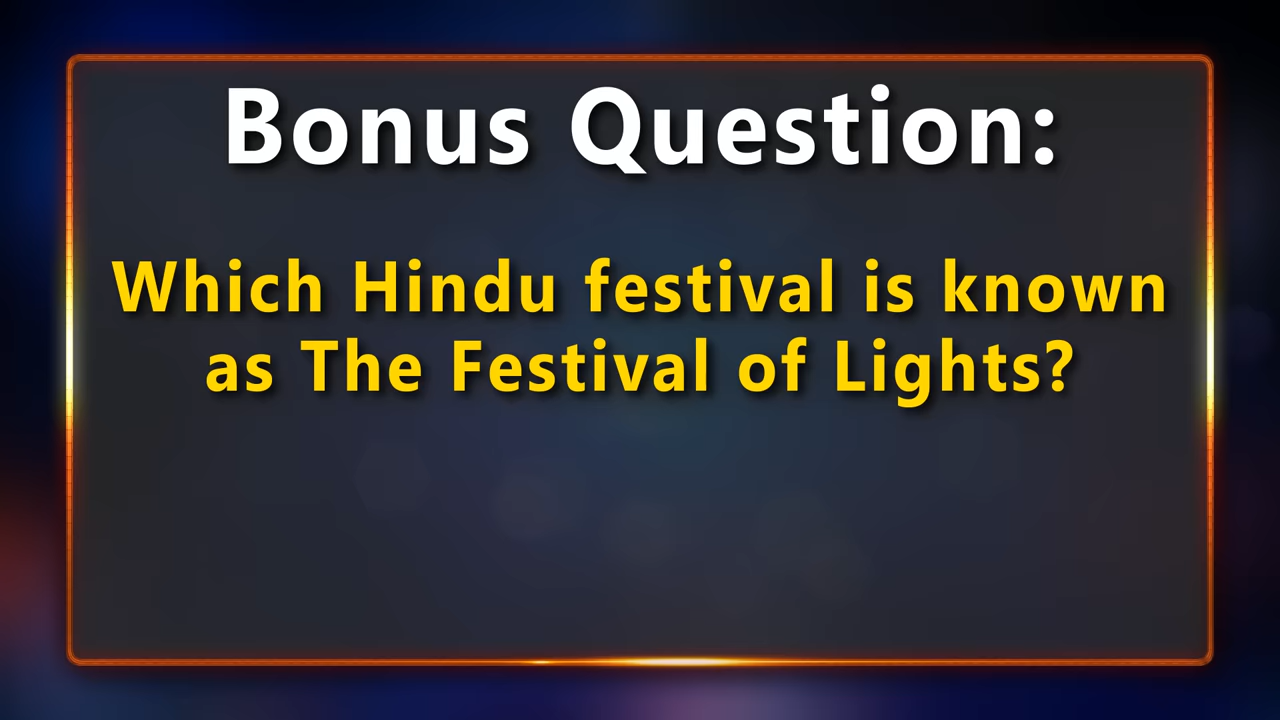 Bonus Question:
Which Hindu festival is known
as The Festival of Lights?